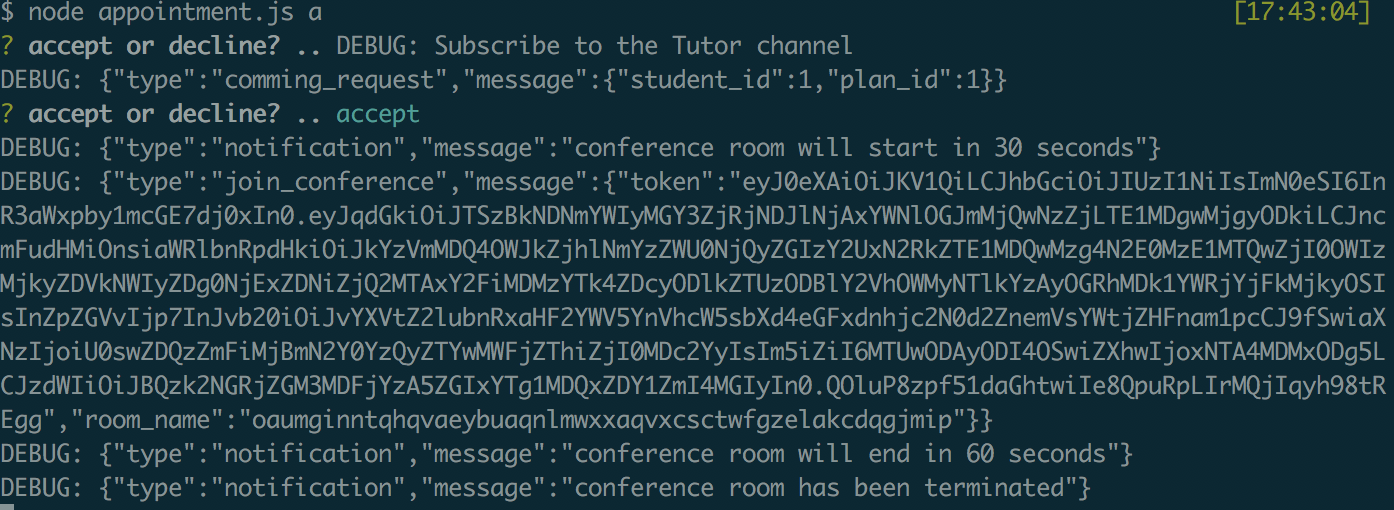 $ node appointment.js a [17:43:04]
? accept or decline? .. DEBUG: Subscribe to the Tutor channel
DEBUG: {"type":"comming_request","message":{"student_id":1,"plan_id":1}}
? accept or decline? .. accept
DEBUG: {"type":"notification","message":"conference room will start in 30 seconds"}
DEBUG: {"type":"join_conference","message":{"token":"eyJ0eXAiOiJKV1QiLCJhbGciOiJIUzI1NiIsImN0eSI6In
R3aWxpby1mcGE7dj0xIn0.eyJqdGkiOiJTSzBkNDNmYWIyMGY3ZjRjNDJlNjAxYWNlOGJmMjQwNzZjLTE1MDgwMjgyODkiLCJnc
mFudHMiOnsiaWRlbnRpdHkiOiJkYzVmMDQ4OWJkZjhlNmYzZWU0NjQyZGIzY2UxN2RkZTE1MDQwMzg4N2E0MzE1MTQwZjI0OWIz
MjkyZDVkNWIyZDg0NjExZDNiZjQ2MTAxY2FiMDMzYTk4ZDcyODlkZTUzODBlY2VhOWMyNTlkYzAyOGRhMDk1YWRjYjFkMjkyOSI
sInZpZGVvIjp7InJvb20iOiJvYXVtZ2lubnRxaHF2YWV5YnVhcW5sbXd4eGFxdnhjc2N0d2ZnemVsYWtjZHFnam1pcCJ9fSwiaX
NzIjoiU0swZDQzZmFiMjBmN2Y0YzQyZTYwMWFjZThiZjI0MDc2YyIsIm5iZiI6MTUwODAyODI4OSwiZXhwIjoxNTA4MDMxODg5L
CJzdWIiOiJBQzk2NGRjZGM3MDFjYzA5ZGIxYTg1MDQxZDY1ZmI4MGIyIn0.QOluP8zpf51daGhtwiIe8QpuRpLIrMQjIqyh98tR
Egg","room_name":"oaumginntqhqvaeybuaqnlmwxxaqvxcsctwfgzelakcdqgjmip"}}
DEBUG: {"type":"notification","message":"conference room will end in 60 seconds"}
DEBUG: {"type":"notification","message":"conference room has been terminated"}